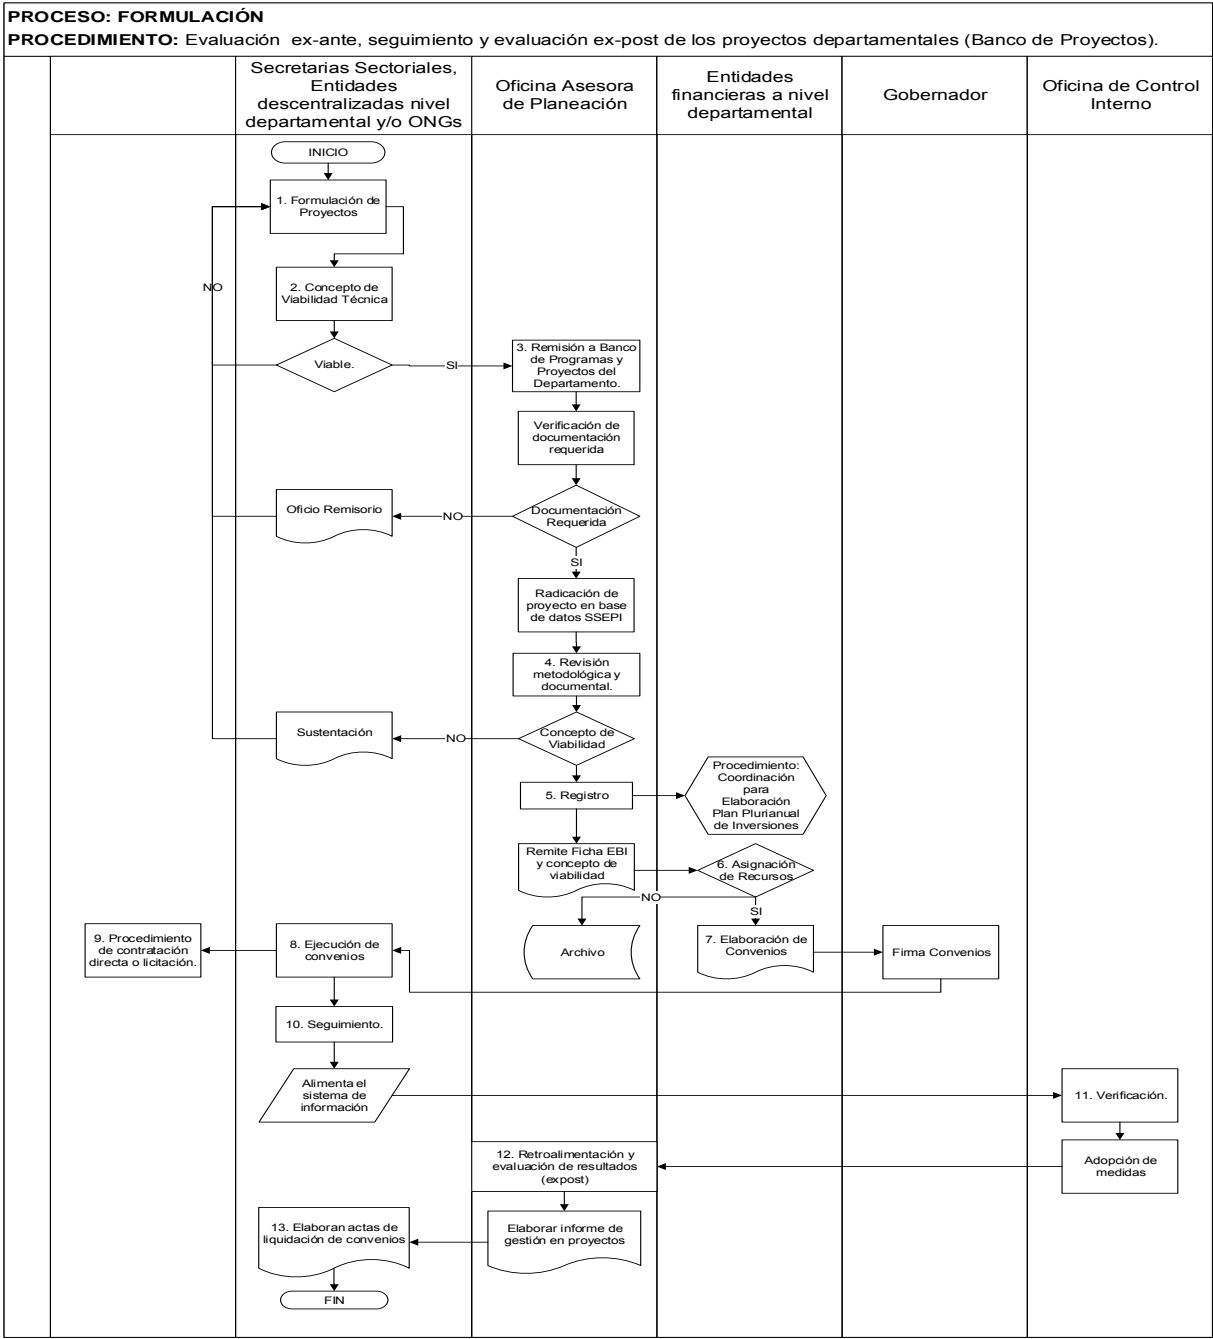 PROCESO: FORMULACIÓN
PROCEDIMIENTO: Evaluación ex-ante, seguimiento y evaluación ex-post de los proyectos departamentales (Banco de Proyectos).
Secretarias Sectoriales,
Entidades
descentralizadas nivel
departamental y/o ONGs
Oficina Asesora
de Planeación
Entidades
financieras a nivel
departamental
Gobernador
Oficina de Control
Interno
INICIO
1. Formulación de
Proyectos
NO
2. Concepto de
Viabilidad Técnica
Viable.
SI
3. Remisión a Banco
de Programas y
Proyectos del
Departamento.
Verificación de
documentación
requerida
Oficio Remisorio
NO
Documentación
Requerida
SI
Radicación de
proyecto en base
de datos SSEPI
4. Revisión
metodológica y
documental.
Sustentación
NO
Concepto de
Viabilidad
5. Registro
Procedimiento:
Coordinación
para
Elaboración
Plan Plurianual
de Inversiones
Remite Ficha EBI
y concepto de
viabilidad
6. Asignación
de Recursos
NO
SI
9. Procedimiento
de contratación
directa o licitación.
8. Ejecución de
convenios
Archivo
7. Elaboración de
Convenios
Firma Convenios
10. Seguimiento.
Alimenta el
sistema de
información
11. Verificación.
12. Retroalimentación y
evaluación de resultados
(expost)
Adopción de
medidas
13. Elaboran actas de
liquidación de convenios
Elaborar informe de
gestión en proyectos
FIN